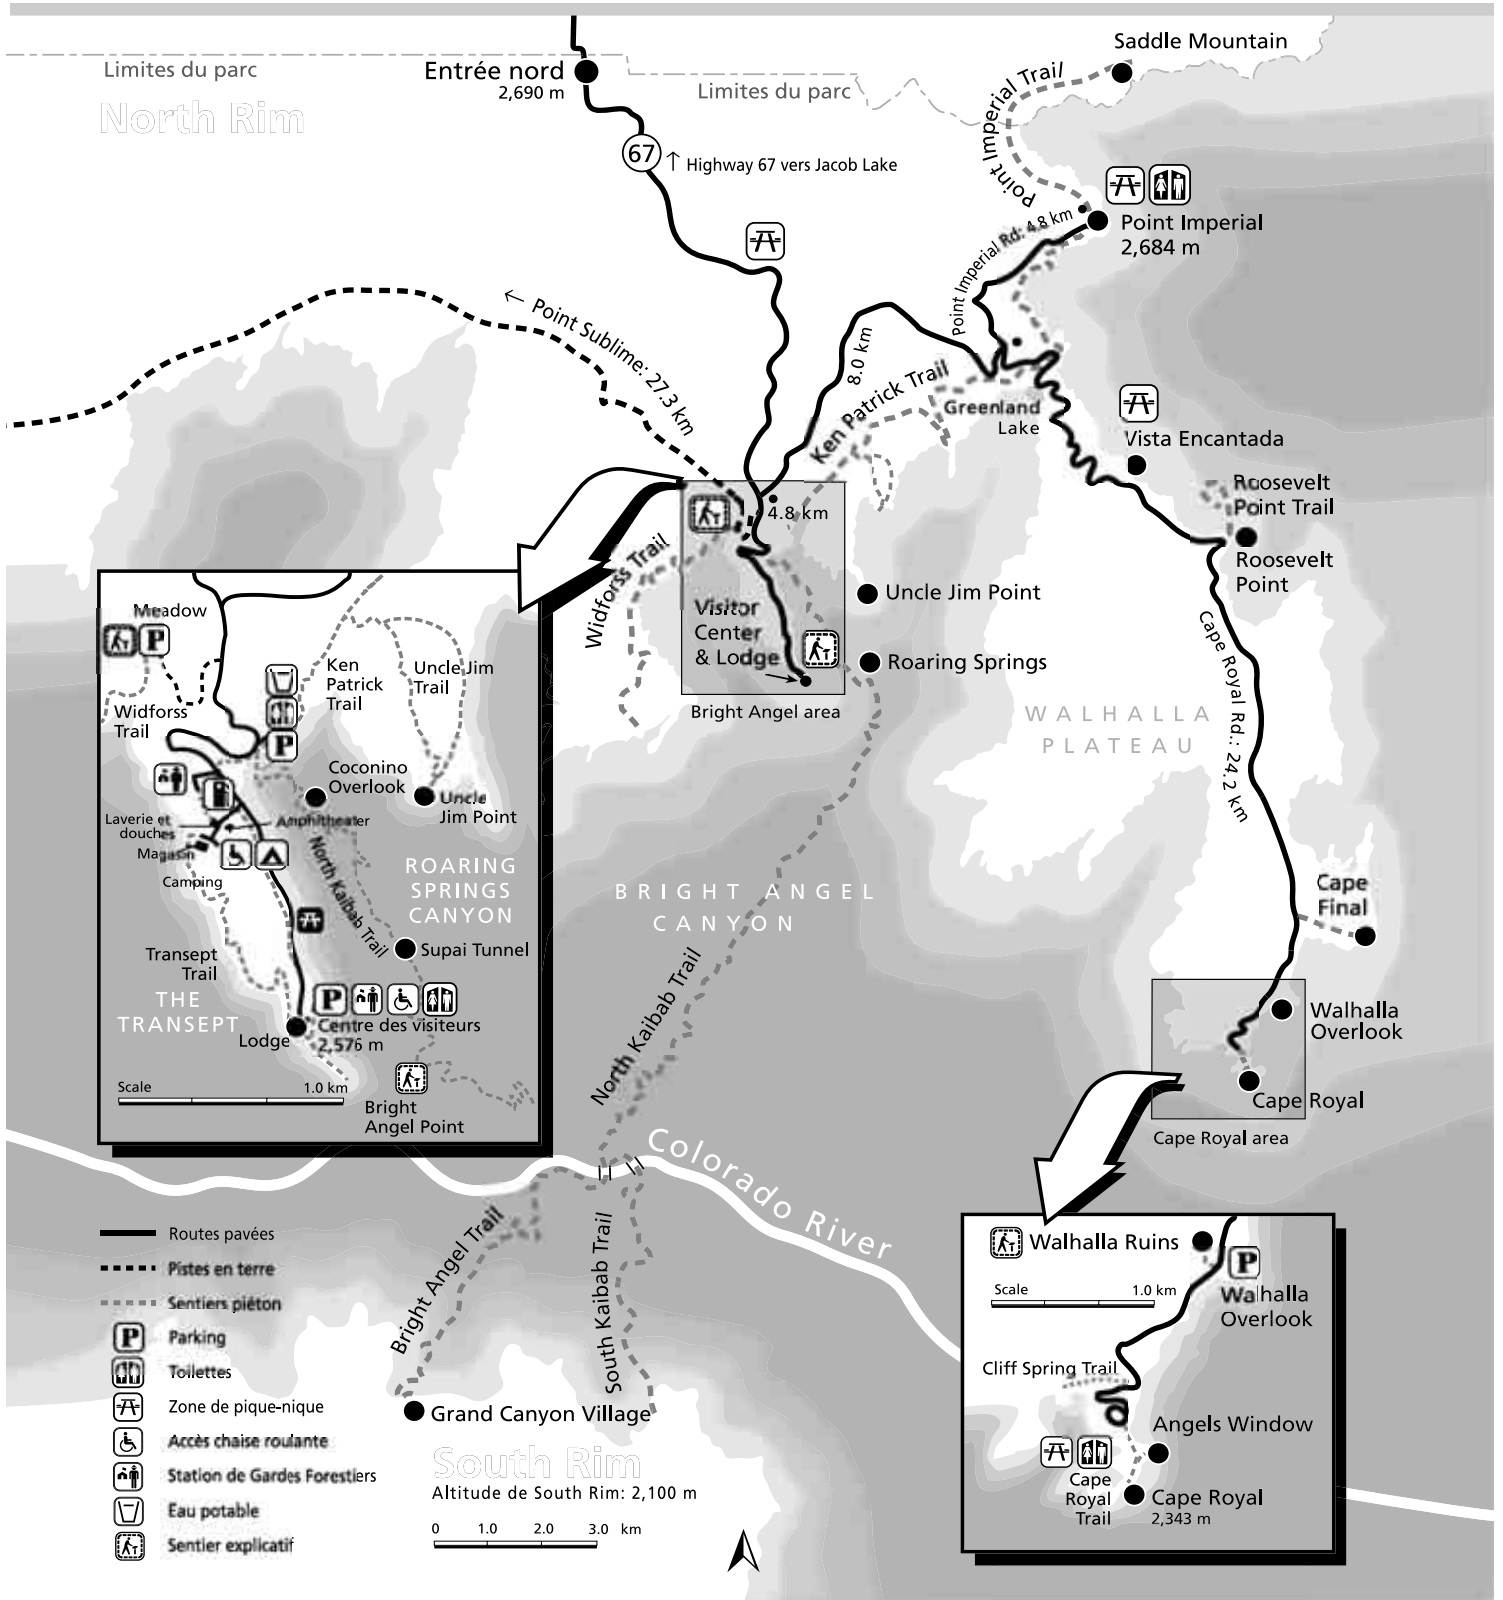 Saddle Mountain
Limites du parc
Entrée nord
2,690 m
Limites du parc
North Rim
Point Imperial Trail
67
↑ Highway 67 vers Jacob Lake
Point Imperial
2,684 m
Point Imperial Rd: 4.8 km
← Point Sublime: 27.3 km
8.0 km
Ken Patrick Trail
Greenland
Lake
Vista Encantada
Roosevelt
Point Trail
Roosevelt
Point
4.8 km
Widforss Trail
Visitor
Center
& Lodge
Bright Angel area
Uncle Jim Point
Roaring Springs
WALHALLA
PLATEAU
Cape Royal Rd.: 24.2 km
Cape
Final
Walhalla
Overlook
Cape Royal
Cape Royal area
BRIGHT ANGEL
CANYON
North Kaibab Trail
Meadow
P
Widforss
Trail
Ken
Patrick
Trail
Uncle Jim
Trail
P
Coconino
Overlook
Uncle
Jim Point
Laverie et
douches
Amphitheater
Magasin
Camping
North Kaibab Trail
ROARING
SPRINGS
CANYON
Supai Tunnel
Transept
Trail
THE
TRANSEPT
P
Lodge
Centre des visiteurs
2,576 m
Scale
1.0 km
Bright
Angel Point
Colorado River
Bright Angel Trail
South Kaibab Trail
Grand Canyon Village
South Rim
Altitude de South Rim: 2,100 m
0 1.0 2.0 3.0 km
Routes pavées
Pistes en terre
Sentiers piéton
P Parking
Toilettes
Zone de pique-nique
Accès chaise roulante
Station de Gardes Forestiers
Eau potable
Sentier explicatif
Walhalla Ruins
P
Scale
1.0 km
Walhalla
Overlook
Cliff Spring Trail
Angels Window
Cape
Royal
Trail
Cape Royal
2,343 m